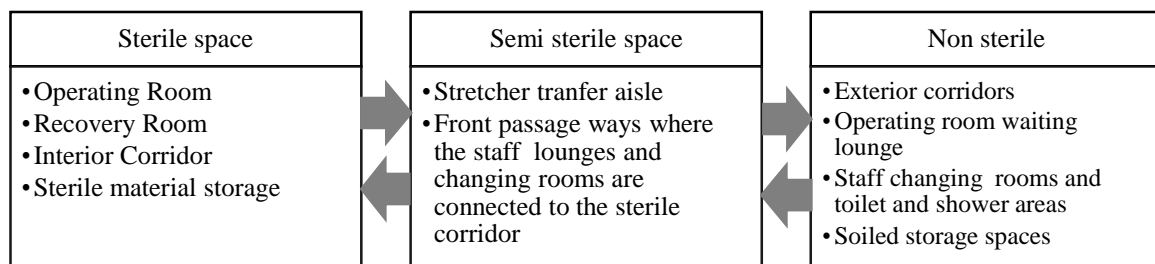 Sterile space
•Operating Room
•Recovery Room
•Interior Corridor
•Sterile material storage
Semi sterile space
•Stretcher tranfer aisle
•Front passage ways where
the staff lounges and
changing rooms are
connected to the sterile
corridor
Non sterile
•Exterior corridors
•Operating room waiting
lounge
•Staff changing rooms and
toilet and shower areas
•Soiled storage spaces